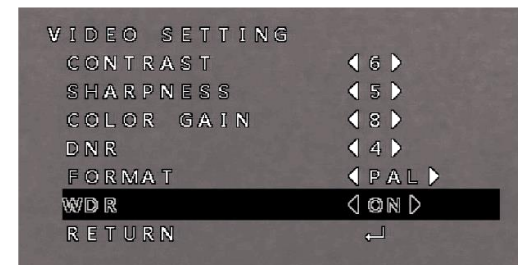 VIDEO SETTING
CONTRAST 6
SHARPNESS 5
COLOR GAIN 8
DNR 4
FORMAT PAL
WDR ON
RETURN